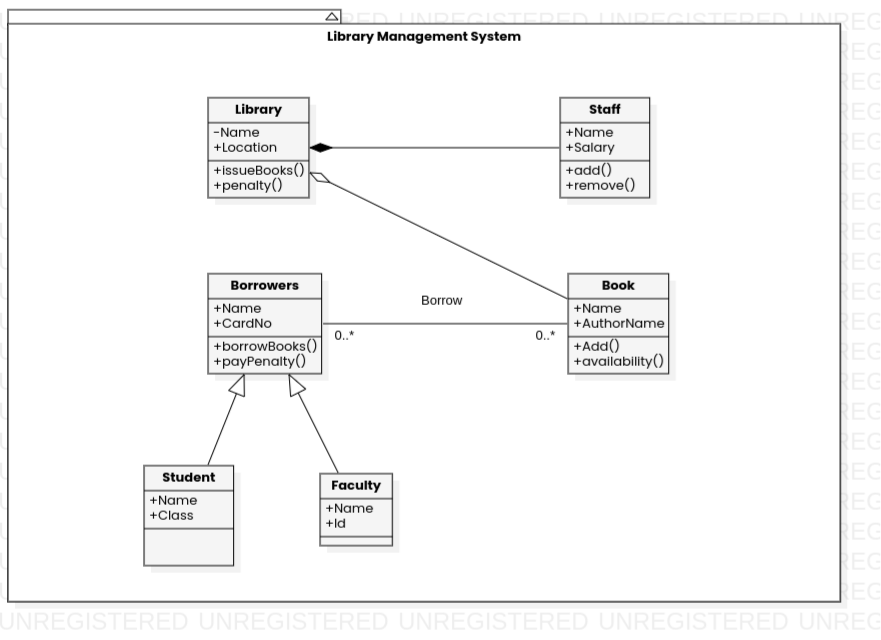 Library Management System
Library
-Name
+Location
+issueBooks()
+penalty()
Staff
+Name
+Salary
+add()
+remove()
Borrowers
+Name
+CardNo
+borrowBooks()
+payPenalty()
Borrow
0..*
0..*
Book
+Name
+AuthorName
+Add()
+availability()
Student
+Name
+Class
Faculty
+Name
+Id
UNREGISTERED UNREGISTERED UNREGISTERED UNREGISTERED